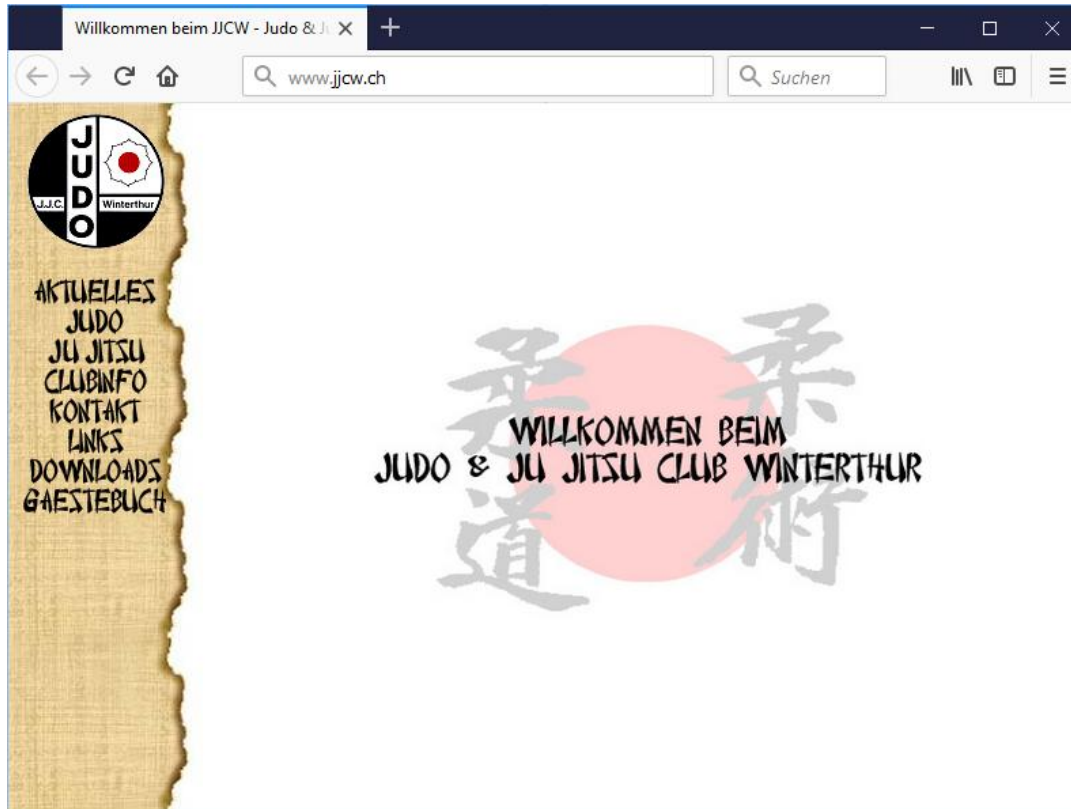 Willkommen beim JJCW - Judo & J
www.jjcw.ch
Suchen
JUDO
J.J.C.
Winterthur
AKTUELLES
JUDO
JU JITSU
CLUBINFO
KONTAKT
LINKS
DOWNLOADS
GAESTEBUCH
柔道
柔術
WILLKOMMEN BEIM
JUDO & JU JITSU CLUB WINTERTHUR